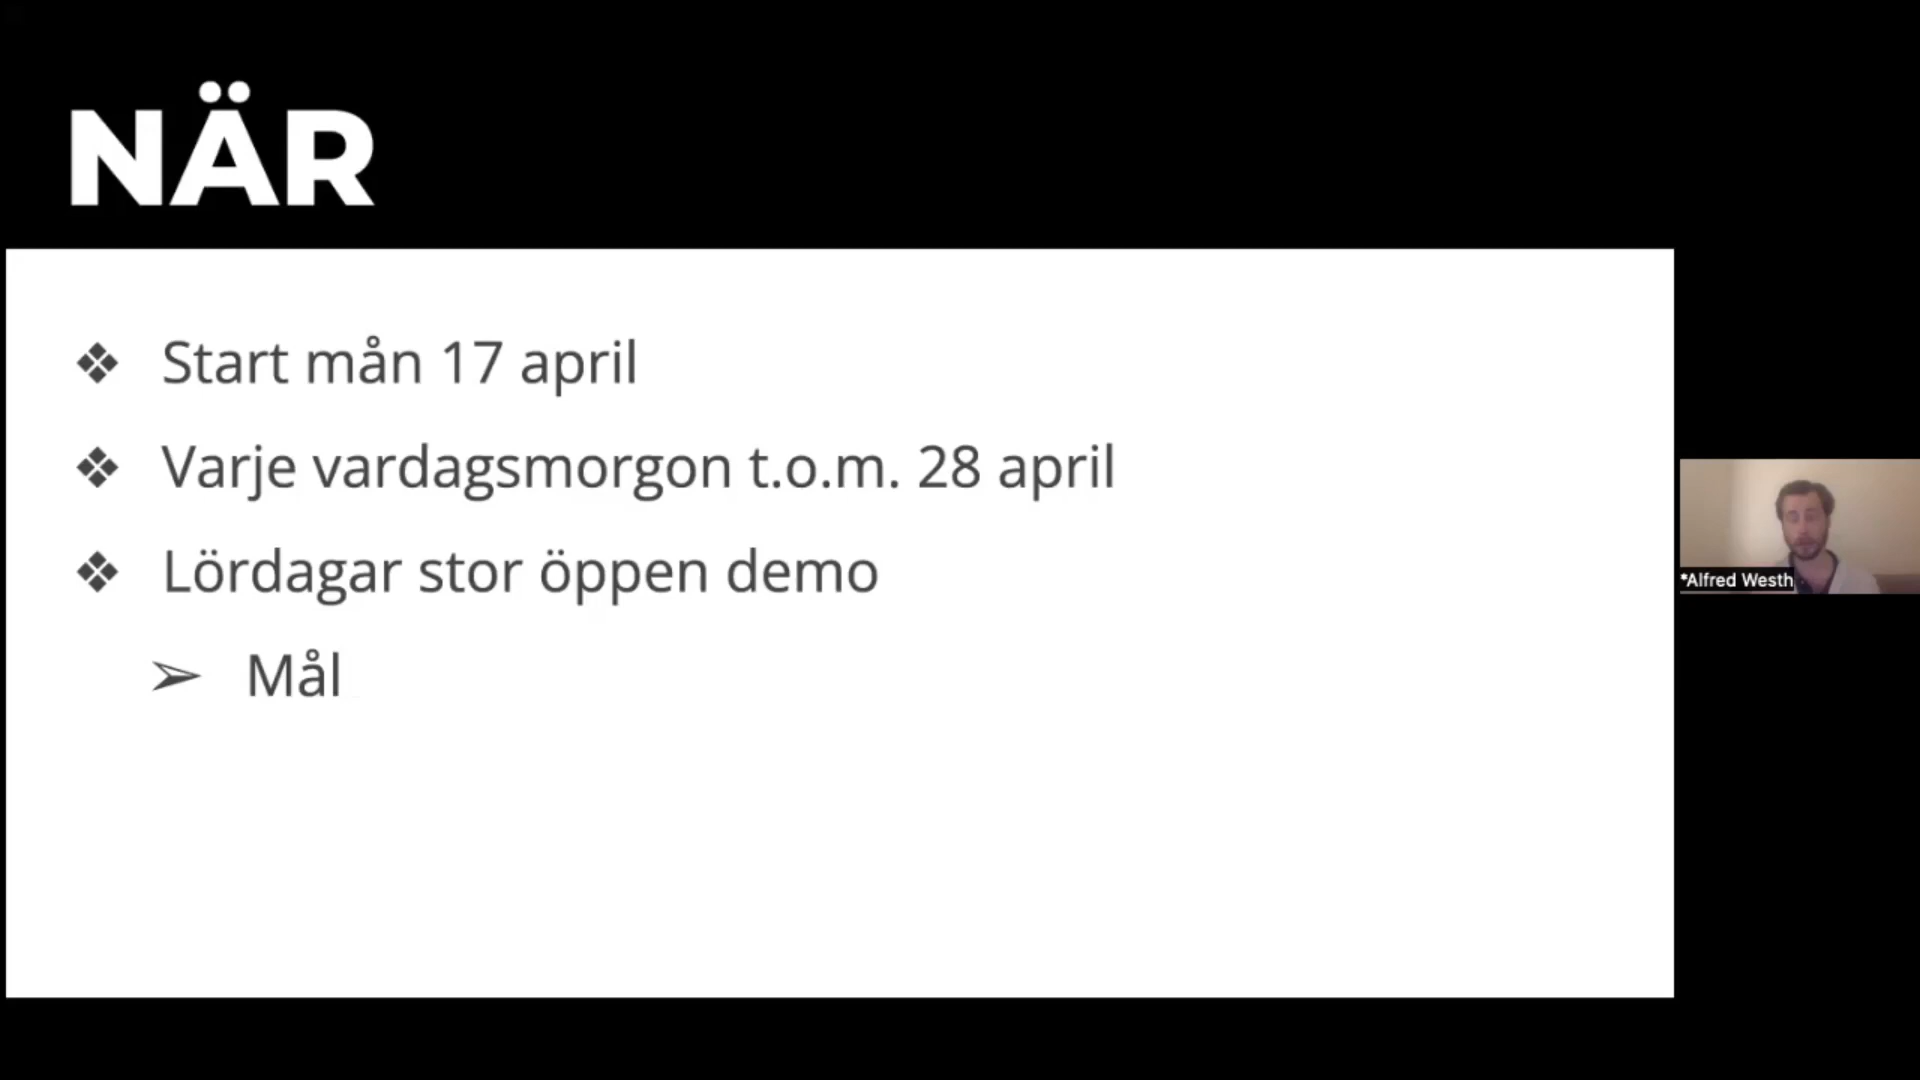 NÄR
❖ Start mån 17 april
❖ Varje vardagsmorgon t.o.m. 28 april
❖ Lördagar stor öppen demo
➢ Mål
*Alfred Westh